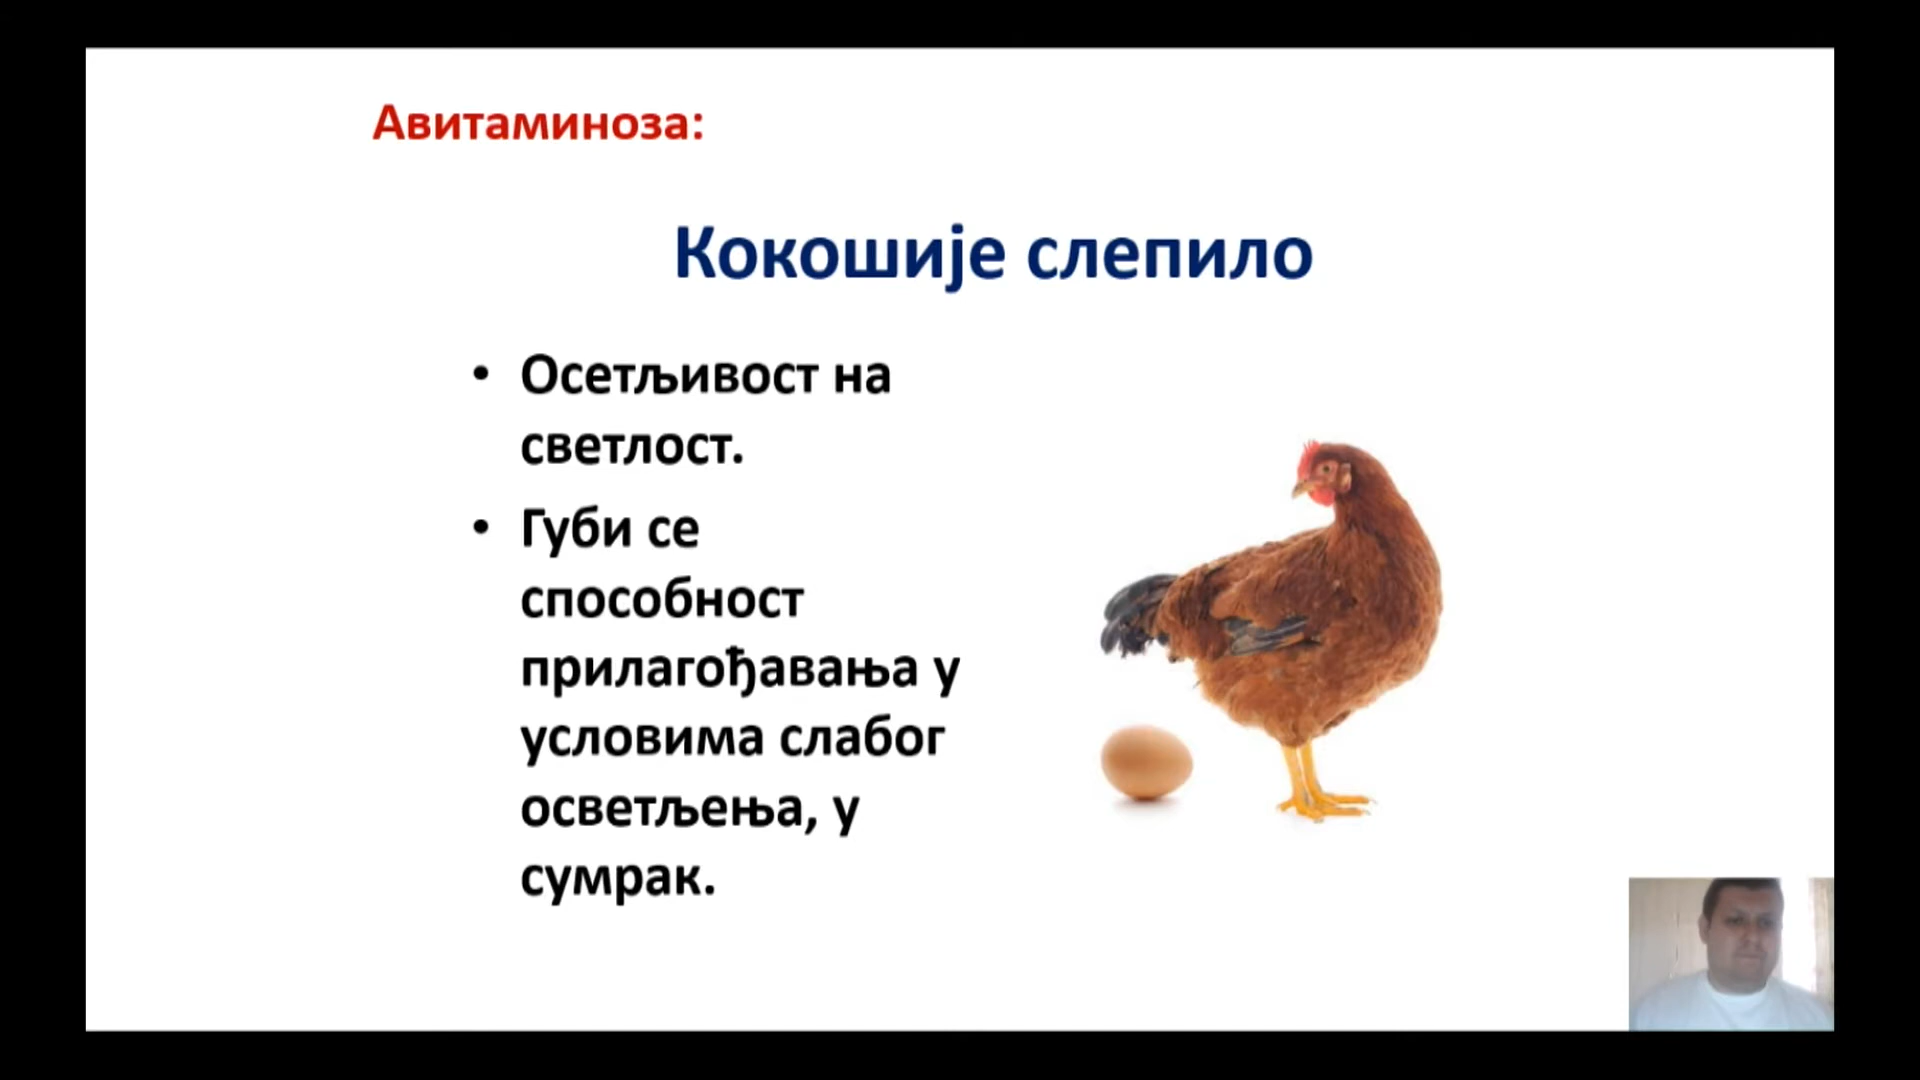 Авитаминоза:
Кокошије слепило
• Осетљивост на
светлост.
• Губи се
способност
прилагођавања у
условима слабог
осветљења, у
сумрак.